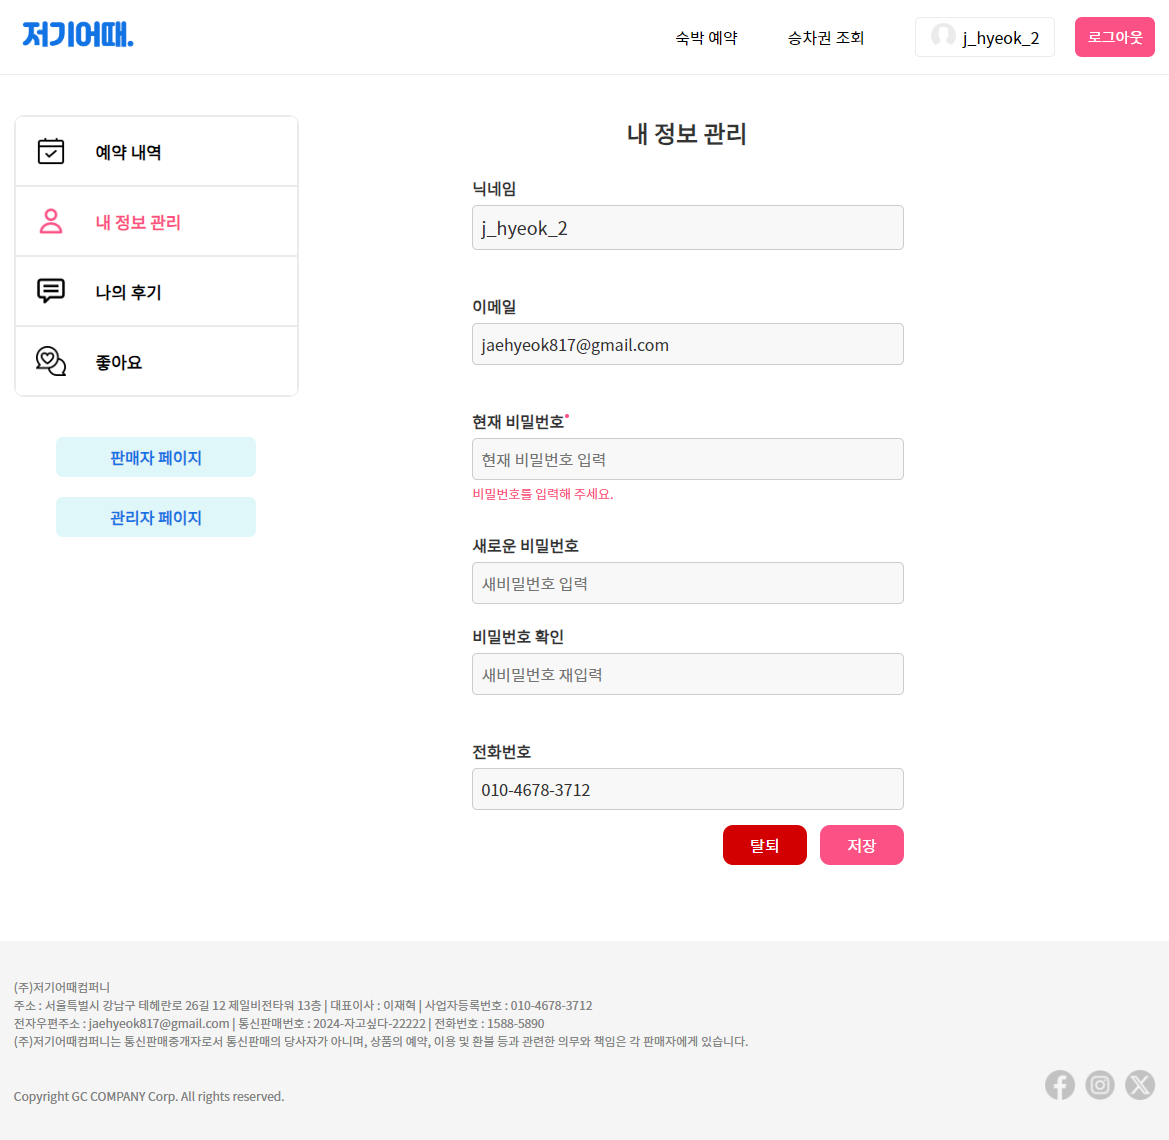 저기어때.
숙박 예약
승차권 조회
j_hyeok_2
로그아웃
예약 내역
내 정보 관리
나의 후기
좋아요
판매자 페이지
관리자 페이지
내 정보 관리
닉네임
j_hyeok_2
이메일
jaehyeok817@gmail.com
현재 비밀번호
현재 비밀번호 입력
비밀번호를 입력해 주세요.
새로운 비밀번호
새비밀번호 입력
비밀번호 확인
새비밀번호 재입력
전화번호
010-4678-3712
탈퇴
저장
(주)저기어때컴퍼니
주소 : 서울특별시 강남구 테헤란로 26길 12 제일비전타워 13층 | 대표이사 : 이재혁 | 사업자등록번호 : 010-4678-3712
전자우편주소 : jaehyeok817@gmail.com | 통신판매번호 : 2024-자고싶다-22222 | 전화번호 : 1588-5890
(주)저기어때컴퍼니는 통신판매중개자로서 통신판매의 당사자가 아니며, 상품의 예약, 이용 및 환불 등과 관련한 의무와 책임은 각 판매자에게 있습니다.
Copyright GC COMPANY Corp. All rights reserved.